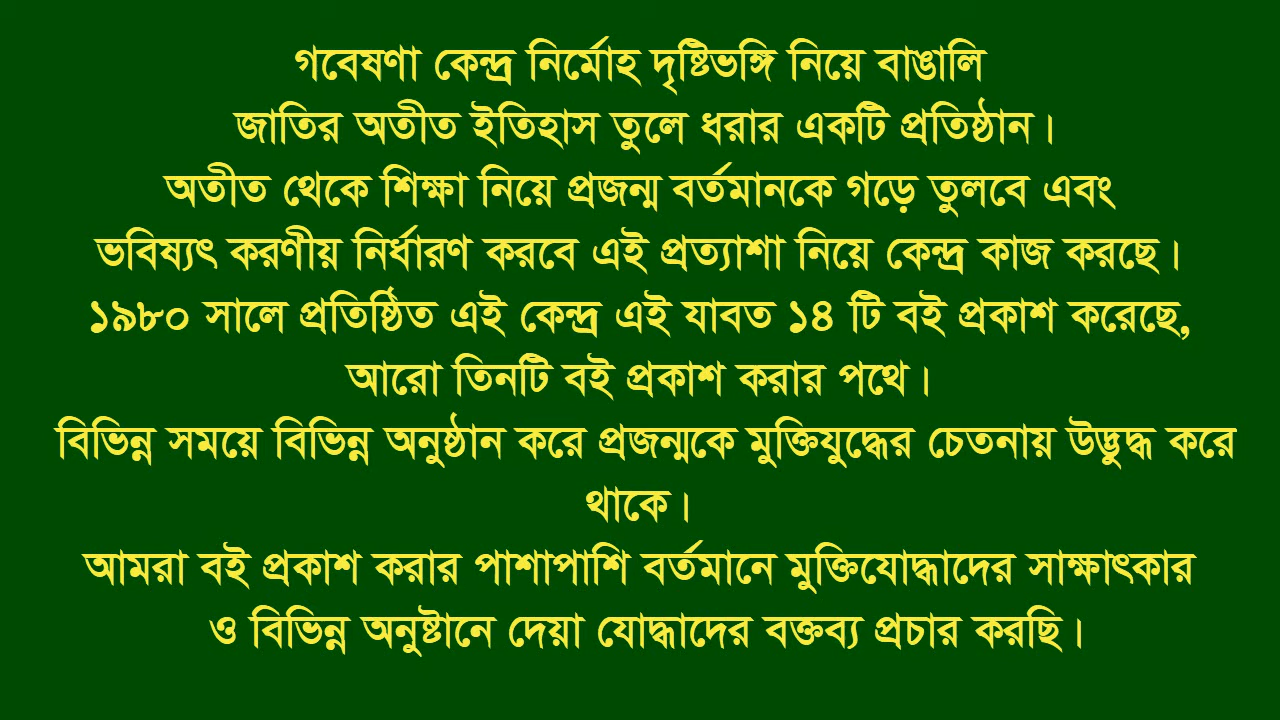 গবেষণা কেন্দ্র নির্মোহ দৃষ্টিভঙ্গি নিয়ে বাঙালি
জাতির অতীত ইতিহাস তুলে ধরার একটি প্রতিষ্ঠান।
অতীত থেকে শিক্ষা নিয়ে প্রজন্ম বর্তমানকে গড়ে তুলবে এবং
ভবিষ্যৎ করণীয় নির্ধারণ করবে এই প্রত্যাশা নিয়ে কেন্দ্র কাজ করছে।
১৯৮০ সালে প্রতিষ্ঠিত এই কেন্দ্র এই যাবত ১৪ টি বই প্রকাশ করেছে,
আরো তিনটি বই প্রকাশ করার পথে।
বিভিন্ন সময়ে বিভিন্ন অনুষ্ঠান করে প্রজন্মকে মুক্তিযুদ্ধের চেতনায় উদ্ভুদ্ধ করে
থাকে।
আমরা বই প্রকাশ করার পাশাপাশি বর্তমানে মুক্তিযোদ্ধাদের সাক্ষাৎকার
ও বিভিন্ন অনুষ্টানে দেয়া যোদ্ধাদের বক্তব্য প্রচার করছি।